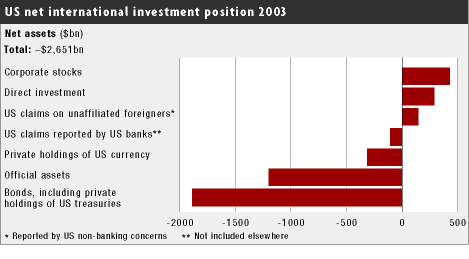 US net international investment position 2003
Net assets ($bn)
Total: –$2,651bn
Corporate stocks
Direct investment
US claims on unaffiliated foreigners*
US claims reported by US banks**
Private holdings of US currency
Official assets
Bonds, including private
holdings of US treasuries
-2000 -1500 -1000 -500 0 500
* Reported by US non-banking concerns ** Not included elsewhere